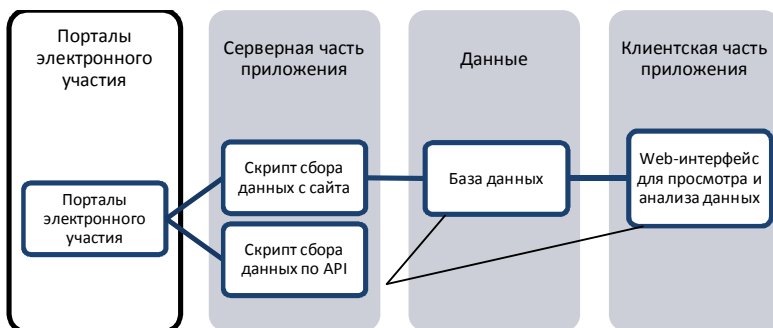 Порталы
электронного
участия
Серверная часть
приложения
Данные
Клиентская часть
приложения
Порталы
электронного
участия
Скрипт сбора
данных с сайта
Скрипт сбора
данных по API
База данных
Web-интерфейс
для просмотра и
анализа данных